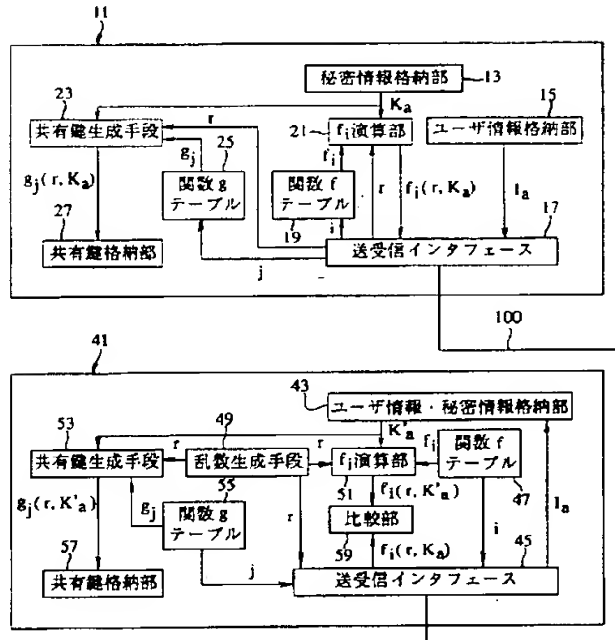 11
秘密情報格納部
13
23
Ka
15
共有鍵生成手段
r
21
fi演算部
ユーザ情報格納部
gj
25
fi
gj(r,Ka)
関数g
テーブル
関数f
テーブル
r
fi(r,Ka)
Ia
27
19
i
17
共有鍵格納部
送受信インタフェース
j
100
41
43
ユーザ情報・秘密情報格納部
53
49
K'a
r
r
fi
関数f
テーブル
共有鍵生成手段
乱数生成手段
fi演算部
47
gj(r,K'a)
gj
55
関数g
テーブル
r
51
fi(r,K'a)
比較部
i
Ia
57
59
fi(r,Ka)
45
共有鍵格納部
j
送受信インタフェース